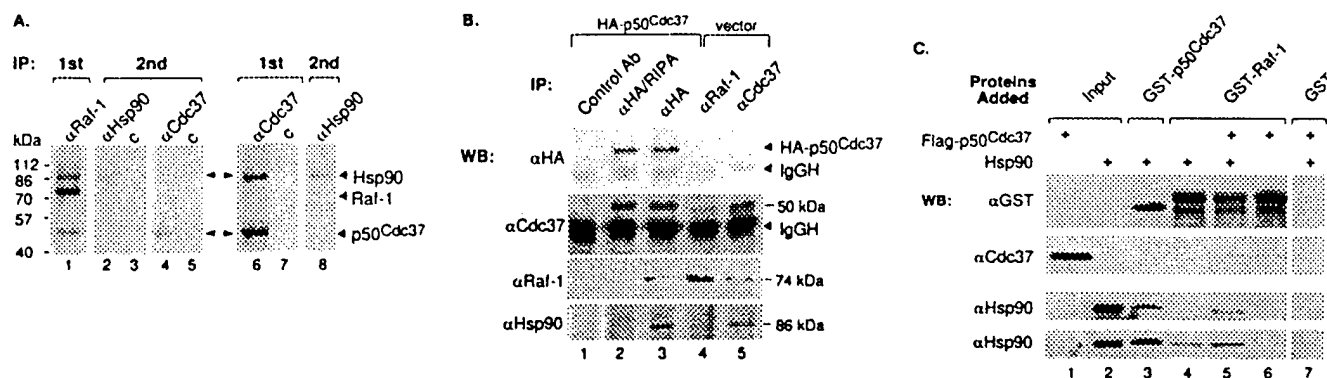 A.
IP: 1st 2nd 1st 2nd
αRaf-1 αHsp90 c αCdc37 c αCdc37 c αHsp90
kDa
112
86
70
57
40
Hsp90
Raf-1
p50Cdc37
1 2 3 4 5 6 7 8
B.
HA-p50Cdc37 vector
IP: Control Ab αHA/RIPA αHA αRaf-1 αCdc37
WB: αHA
HA-p50Cdc37
IgGH
αCdc37
50 kDa
IgGH
αRaf-1 74 kDa
αHsp90 86 kDa
1 2 3 4 5
C.
Proteins Added
Input GST-p50Cdc37 GST-Raf-1 GST
Flag-p50Cdc37 + + + +
Hsp90 + + + + +
WB: αGST
αCdc37
αHsp90
αHsp90
1 2 3 4 5 6 7